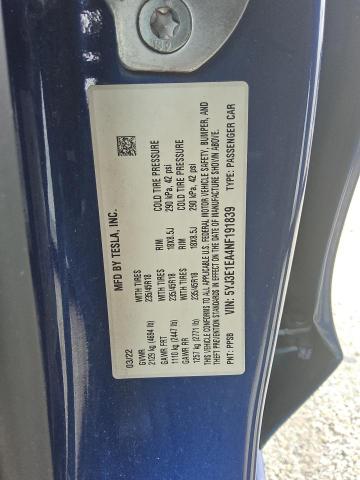 MFD BY TESLA, INC.
03/22
GVWR
2129 kg (4694 lb)
WITH TIRES
235/45R18
RIM
18X8.5J
COLD TIRE PRESSURE
290 kPa, 42 psi
GAWR FRT
1110 kg (2447 lb)
WITH TIRES
235/45R18
RIM
18X8.5J
COLD TIRE PRESSURE
290 kPa, 42 psi
GAWR RR
1257 kg (2771 lb)
THIS VEHICLE CONFORMS TO ALL APPLICABLE U.S. FEDERAL MOTOR VEHICLE SAFETY, BUMPER, AND
THEFT PREVENTION STANDARDS IN EFFECT ON THE DATE OF MANUFACTURE SHOWN ABOVE.
VIN: 5YJ3E1EA4NF191839
TYPE: PASSENGER CAR
PNT: PPSB